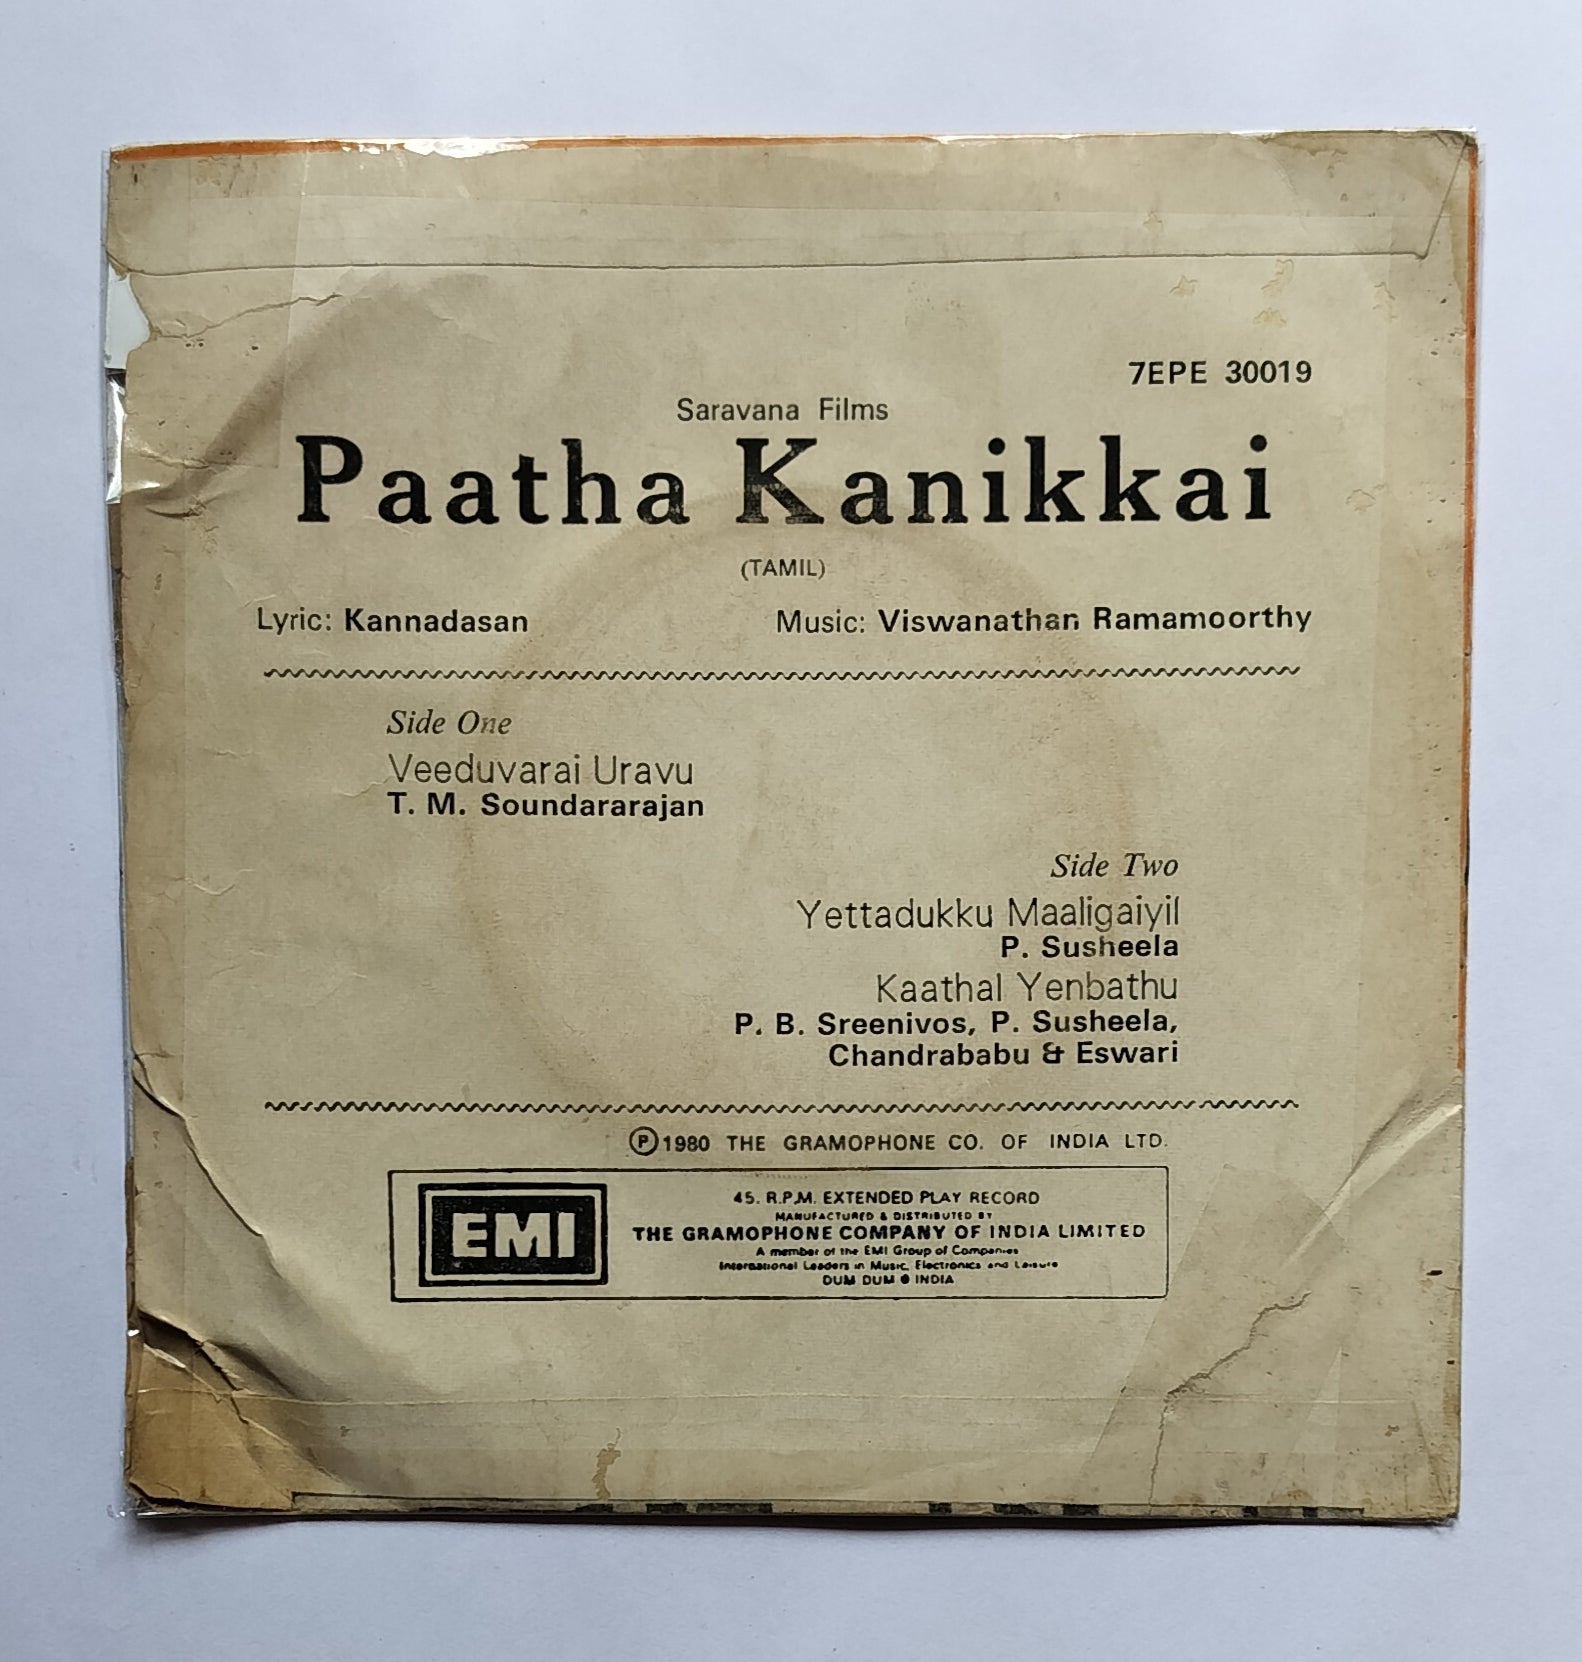 7EPE 30019
Saravana Films
Paatha Kanikkai
(TAMIL)
Lyric: Kannadasan
Music: Viswanathan Ramamoorthy
Side One
Veeduvarai Uravu
T. M. Soundararajan
Side Two
Yettadukku Maaligaiyil
P. Susheela
Kaathal Yenbathu
P. B. Sreenivos, P. Susheela,
Chandrababu & Eswari
Ⓟ1980 THE GRAMOPHONE CO. OF INDIA LTD.
EMI
45. R.P.M. EXTENDED PLAY RECORD
MANUFACTURED & DISTRIBUTED BY
THE GRAMOPHONE COMPANY OF INDIA LIMITED
A member of the EMI Group of Companies
International Leaders in Music, Electronics and Leisure
DUM DUM ● INDIA